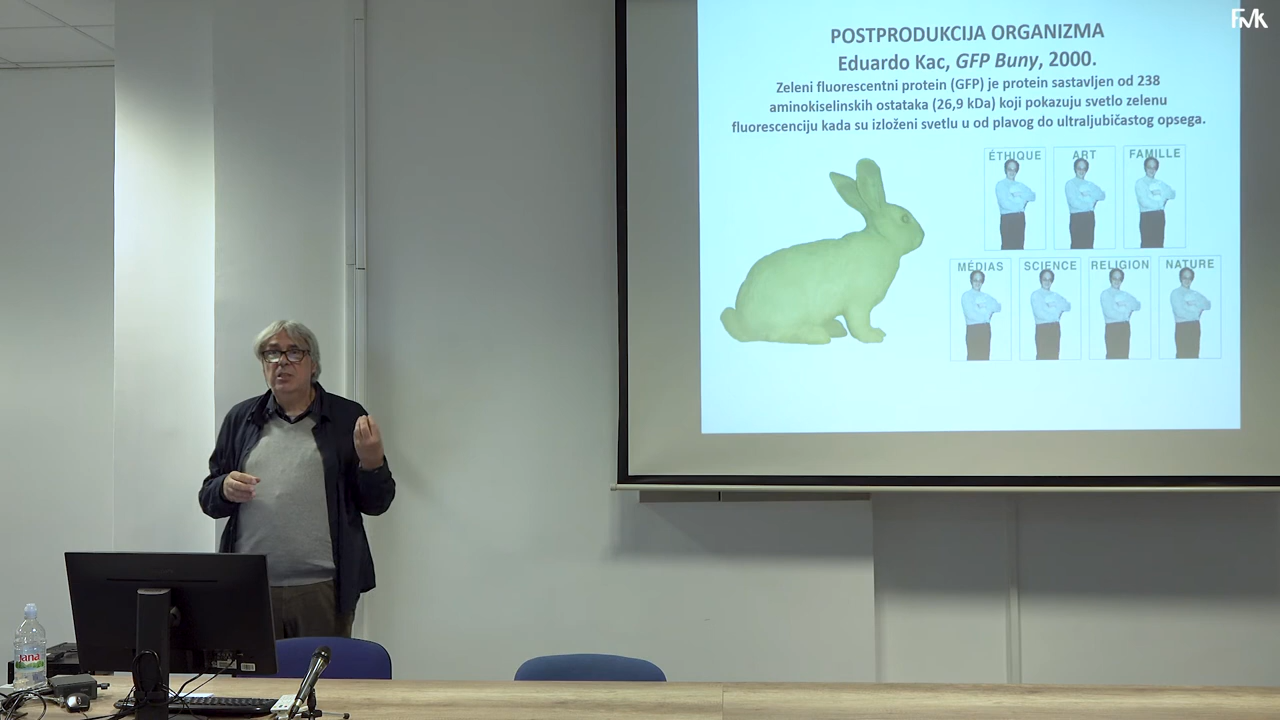 FMK
POSTPRODUKCIJA ORGANIZMA
Eduardo Kac, GFP Buny, 2000.
Zeleni fluorescentni protein (GFP) je protein sastavljen od 238
aminokiselinskih ostataka (26,9 kDa) koji pokazuju svetlo zelenu
fluorescenciju kada su izloženi svetlu u od plavog do ultraljubičastog opsega.
ÉTHIQUE ART FAMILLE
MÉDIAS SCIENCE RELIGION NATURE
jana